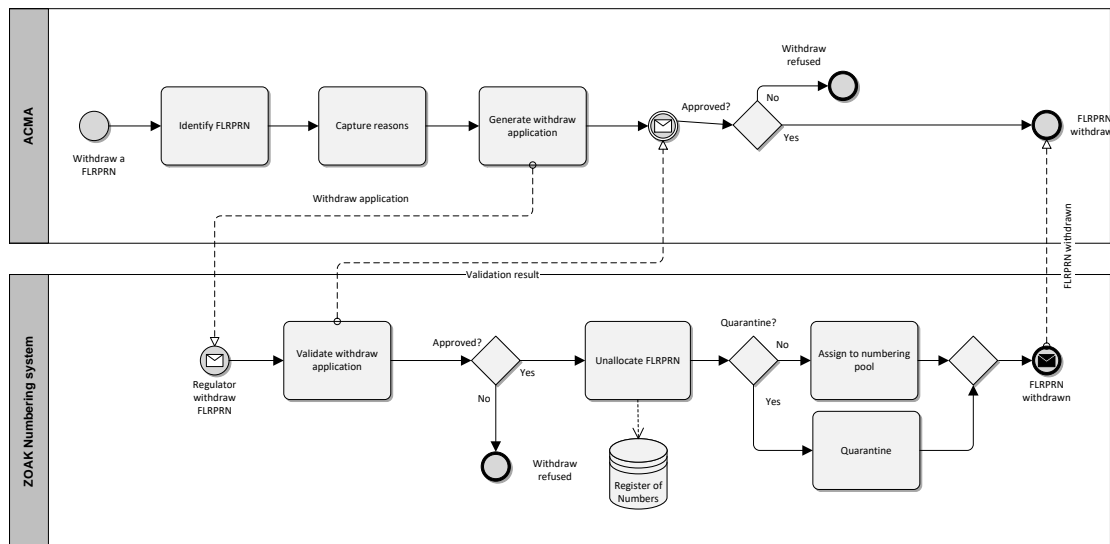 ACMA
Withdraw a
FLRPRN
Identify FLRPRN
Capture reasons
Generate withdraw
application
Approved?
Withdraw
refused
No
Yes
FLRPRN
withdraw
Withdraw application
Validation result
FLRPRN withdrawn
ZOAK Numbering system
Regulator
withdraw
FLRPRN
Validate withdraw
application
Approved?
Yes
No
Withdraw
refused
Unallocate FLRPRN
Register of
Numbers
Quarantine?
No
Yes
Assign to numbering
pool
Quarantine
FLRPRN
withdrawn